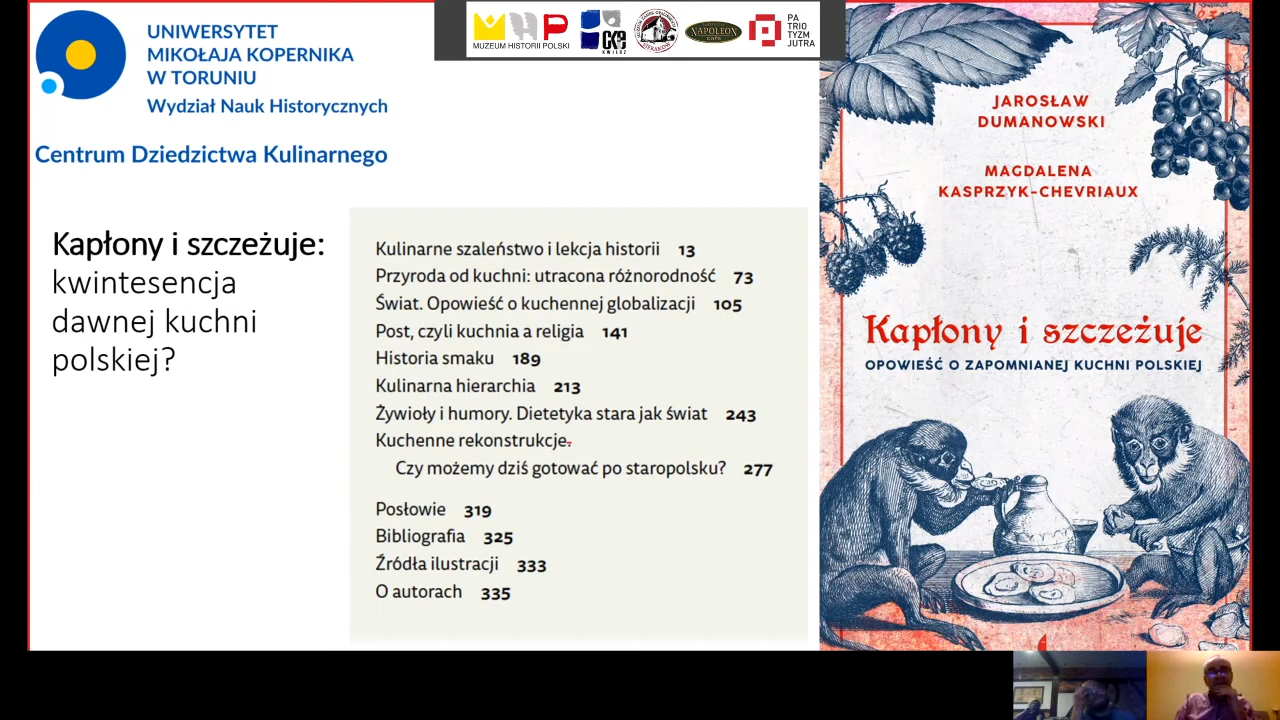 UNIWERSYTET
MIKOŁAJA KOPERNIKA
W TORUNIU
Wydział Nauk Historycznych
Centrum Dziedzictwa Kulinarnego
MUZEUM HISTORII POLSKI
NAPOLEON
PA
TRIO
TYZM
JUTRA
Kapłony i szczeżuje:
kwintesencja
dawnej kuchni
polskiej?
Kulinarne szaleństwo i lekcja historii 13
Przyroda od kuchni: utracona różnorodność 73
Świat. Opowieść o kuchennej globalizacji 105
Post, czyli kuchnia a religia 141
Historia smaku 189
Kulinarna hierarchia 213
Żywioły i humory. Dietetyka stara jak świat 243
Kuchenne rekonstrukcje.
Czy możemy dziś gotować po staropolsku? 277
Posłowie 319
Bibliografia 325
Źródła ilustracji 333
O autorach 335
JAROSŁAW
DUMANOWSKI
MAGDALENA
KASPRZYK-CHEVRIAUX
Kapłony i szczeżuje
OPOWIEŚĆ O ZAPOMNIANEJ KUCHNI POLSKIEJ